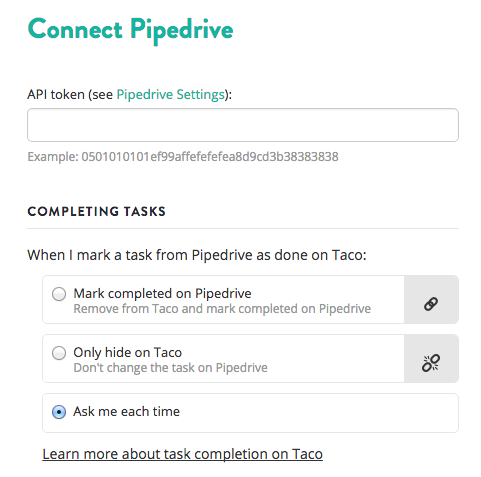 Connect Pipedrive
API token (see Pipedrive Settings):
Example: 0501010101ef99affefefefea8d9cd3b38383838
COMPLETING TASKS
When I mark a task from Pipedrive as done on Taco:
Mark completed on Pipedrive
Remove from Taco and mark completed on Pipedrive
Only hide on Taco
Don't change the task on Pipedrive
Ask me each time
Learn more about task completion on Taco